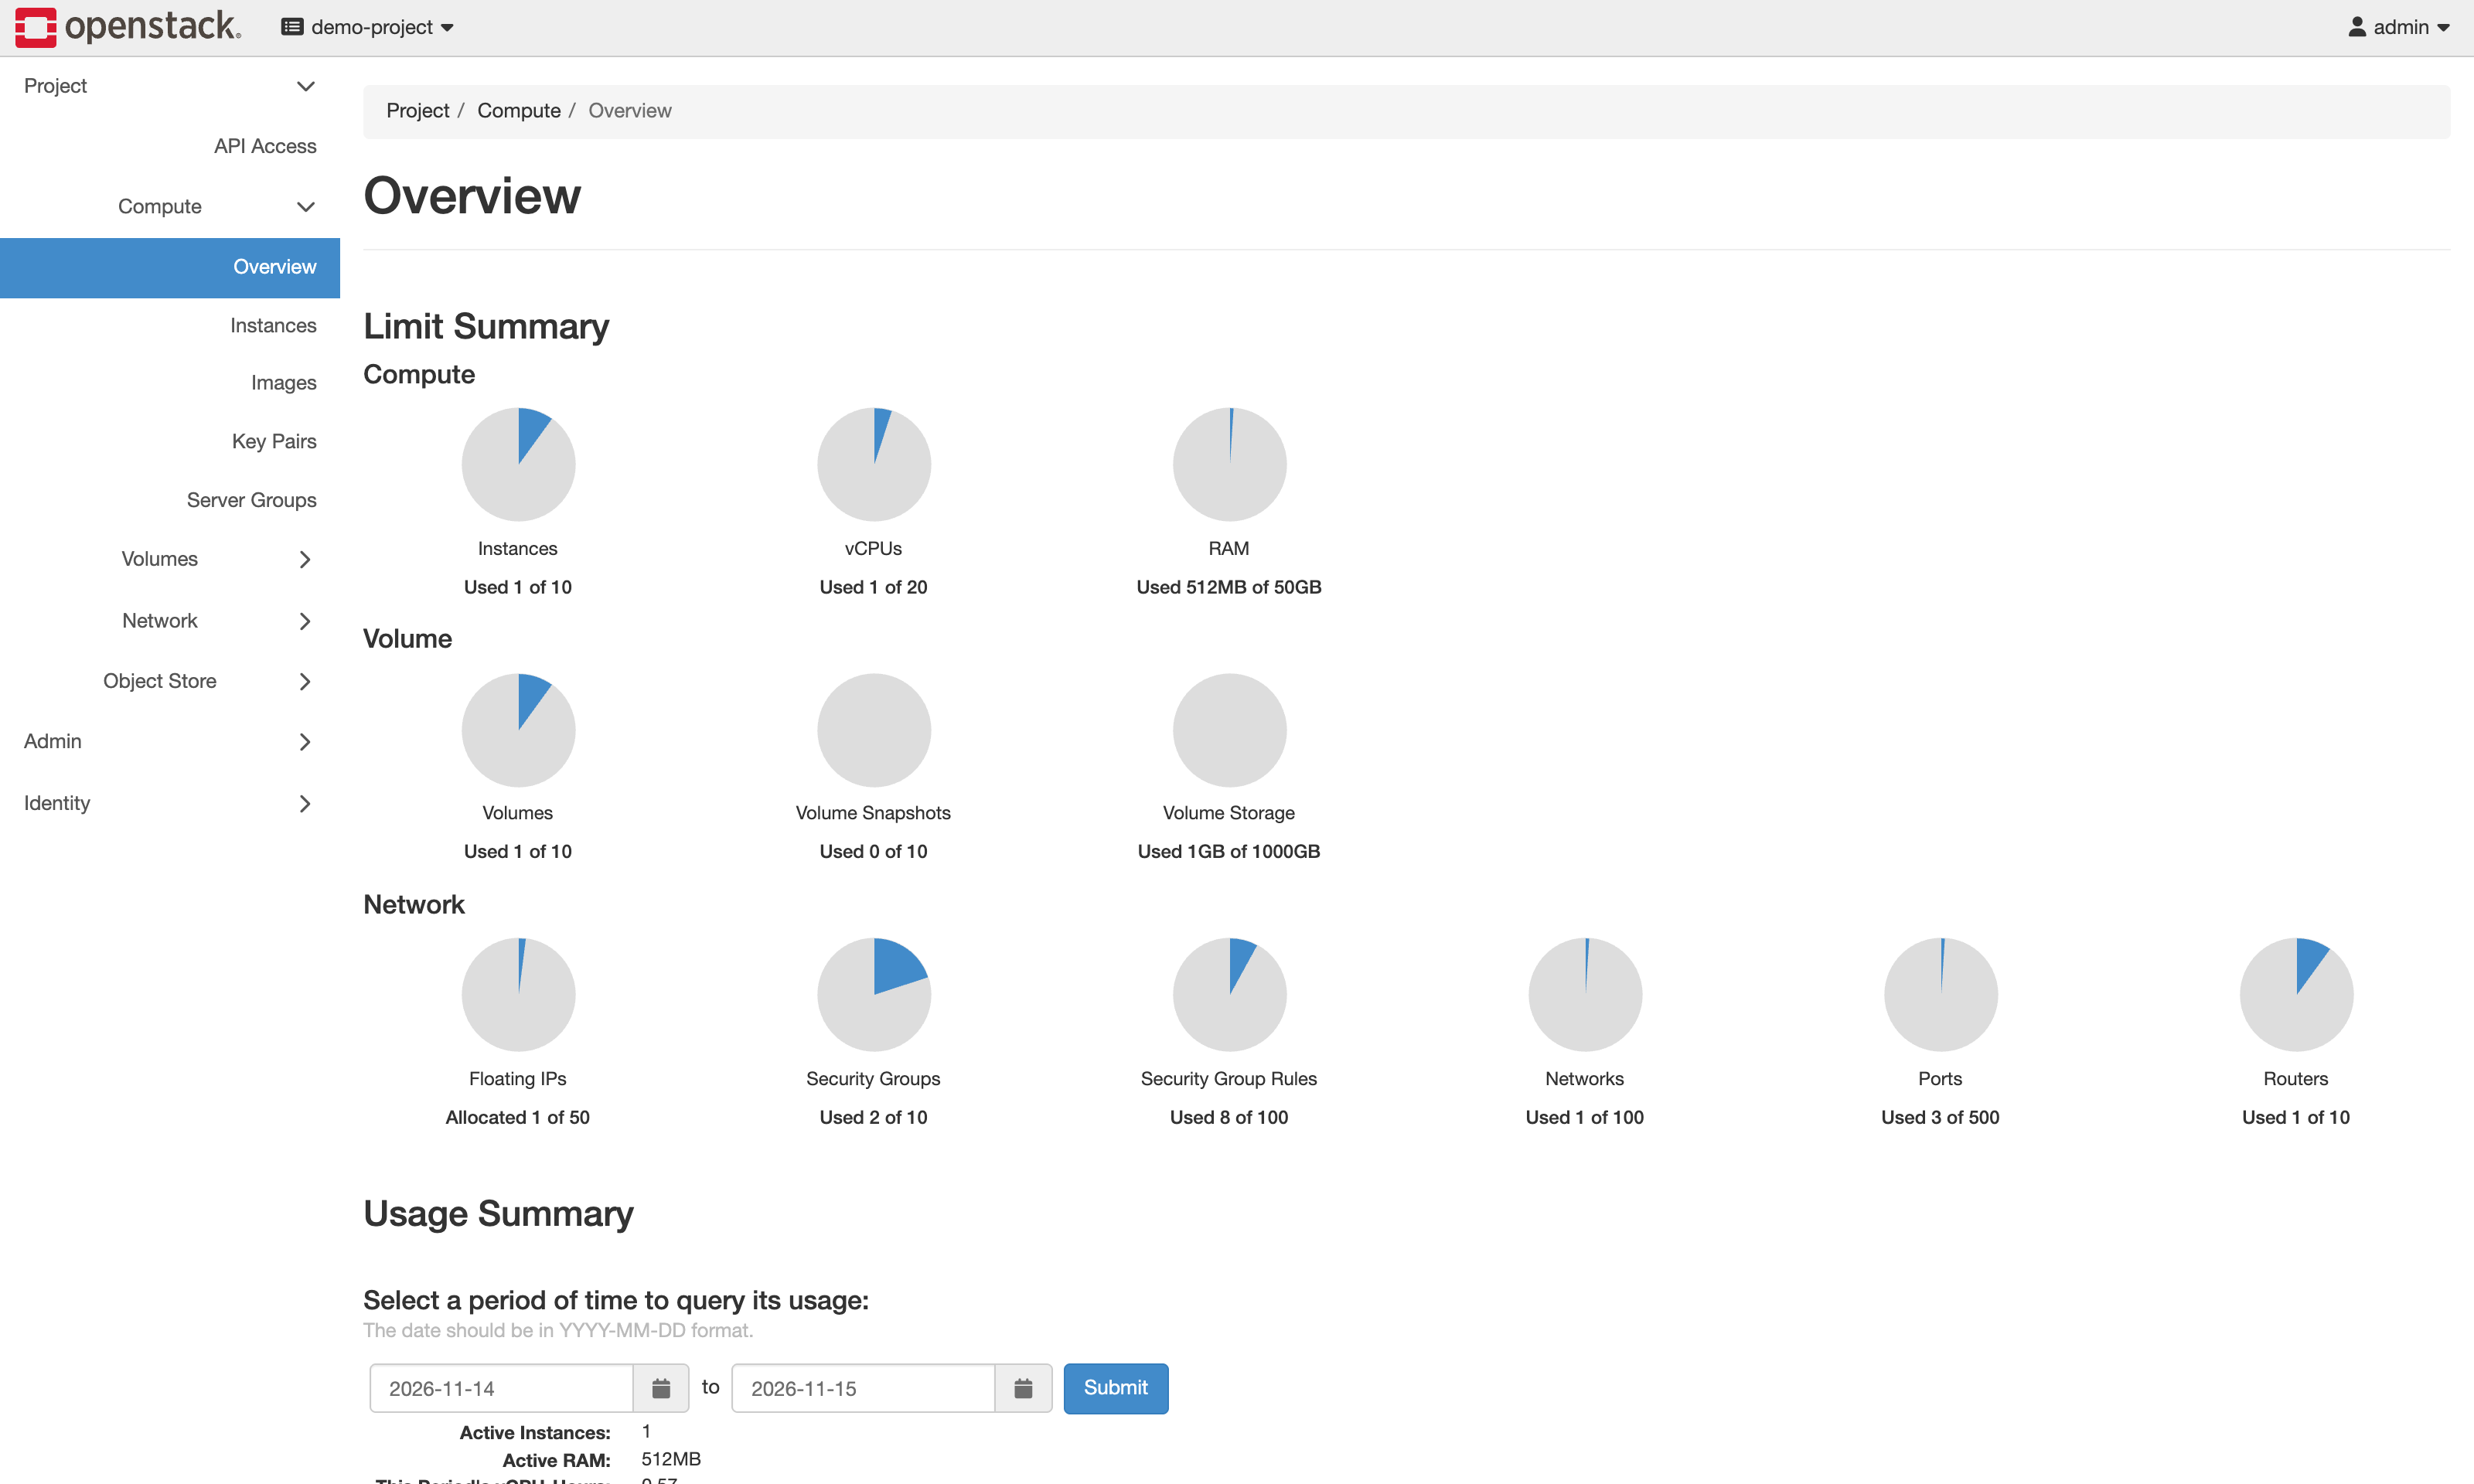 openstack.
demo-project
admin
Project
API Access
Compute
Overview
Instances
Images
Key Pairs
Server Groups
Volumes
Network
Object Store
Admin
Identity
Project / Compute / Overview
Overview
Limit Summary
Compute
Instances
Used 1 of 10
vCPUs
Used 1 of 20
RAM
Used 512MB of 50GB
Volume
Volumes
Used 1 of 10
Volume Snapshots
Used 0 of 10
Volume Storage
Used 1GB of 1000GB
Network
Floating IPs
Allocated 1 of 50
Security Groups
Used 2 of 10
Security Group Rules
Used 8 of 100
Networks
Used 1 of 100
Ports
Used 3 of 500
Routers
Used 1 of 10
Usage Summary
Select a period of time to query its usage:
The date should be in YYYY-MM-DD format.
2026-11-14 to 2026-11-15 Submit
Active Instances: 1
Active RAM: 512MB
This Period's vCPU-Hours: 0.57